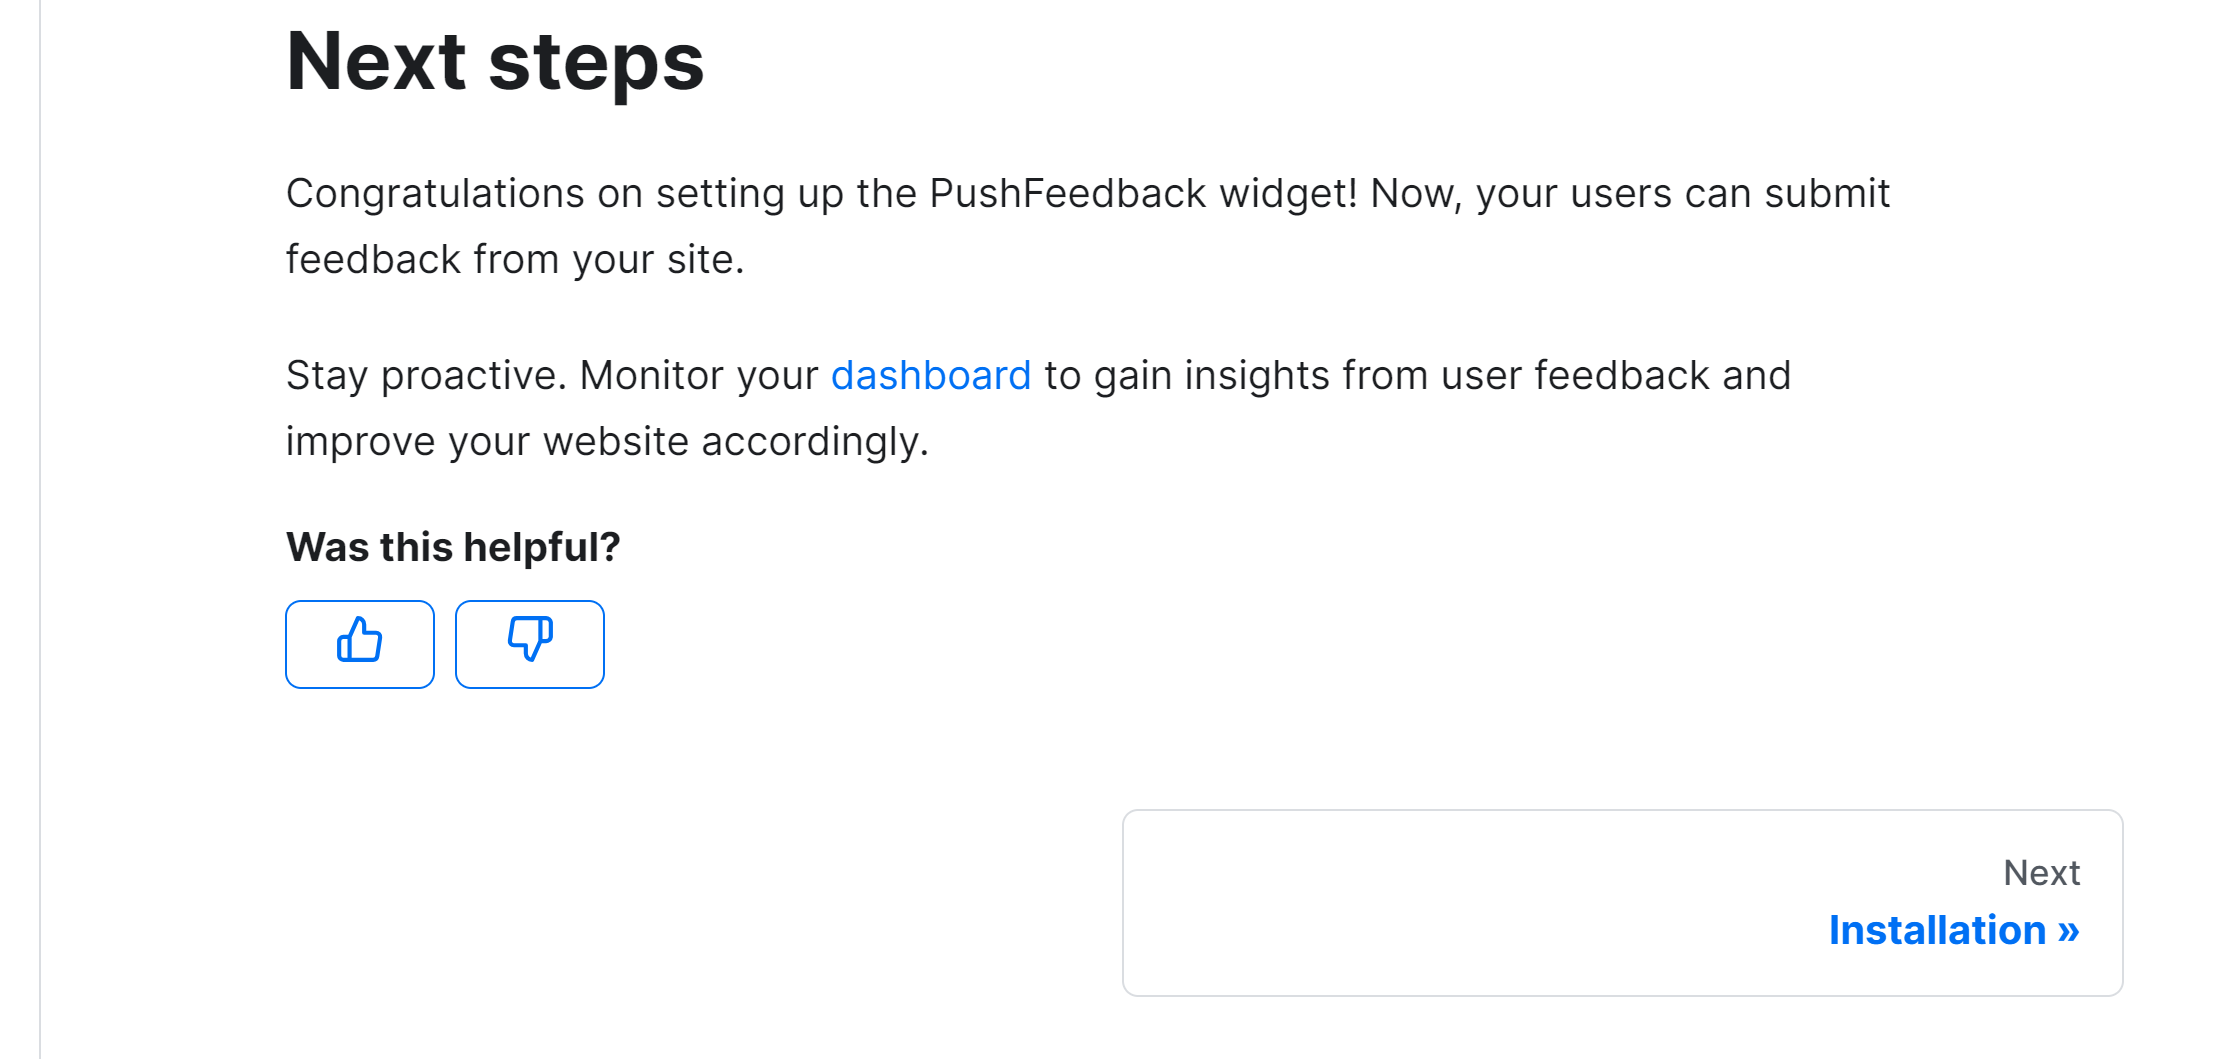 Next steps
Congratulations on setting up the PushFeedback widget! Now, your users can submit
feedback from your site.
Stay proactive. Monitor your dashboard to gain insights from user feedback and
improve your website accordingly.
Was this helpful?
Next
Installation »